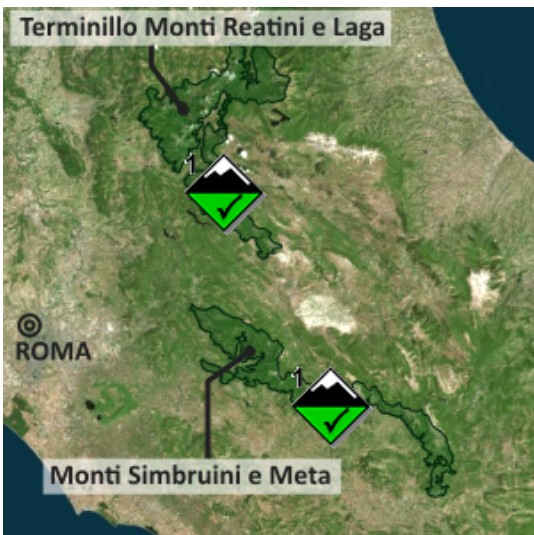 Terminillo Monti Reatini e Laga
1
ROMA
1
Monti Simbruini e Meta